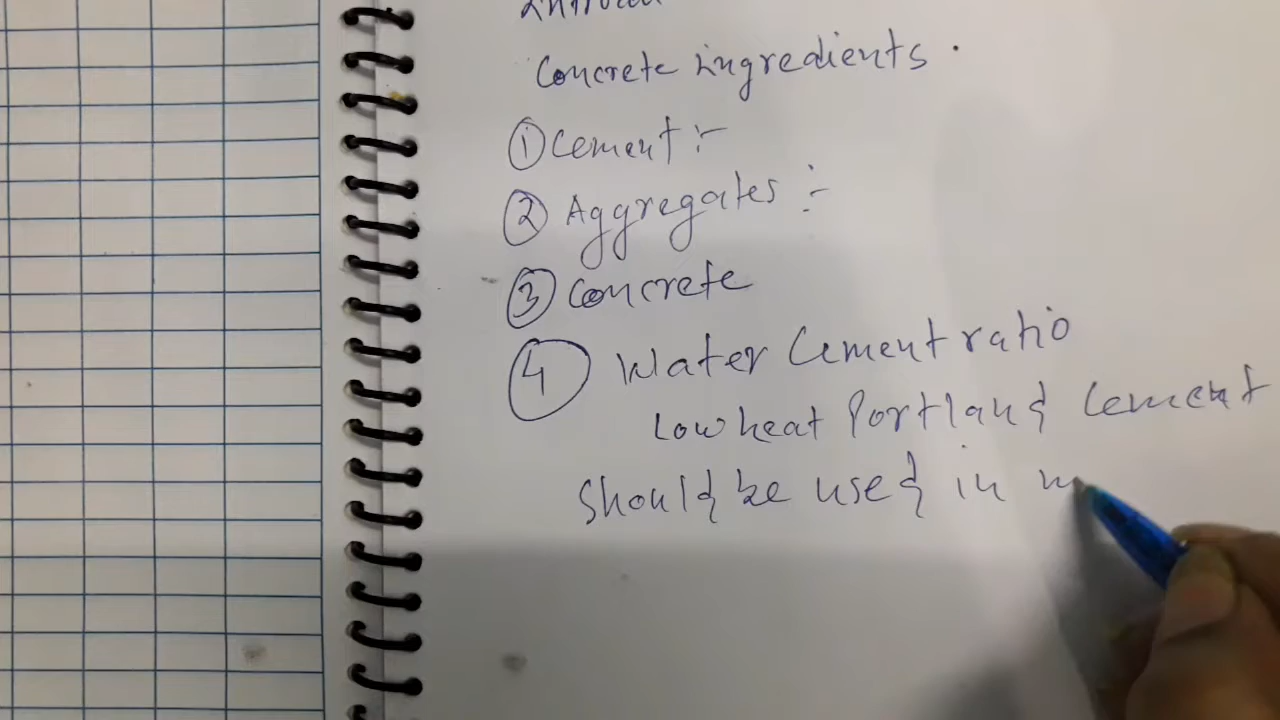 Concrete ingredients.
① Cement :-
② Aggregates :-
③ Concrete
④ Water Cement ratio
Low heat Portland Cement
should be used in